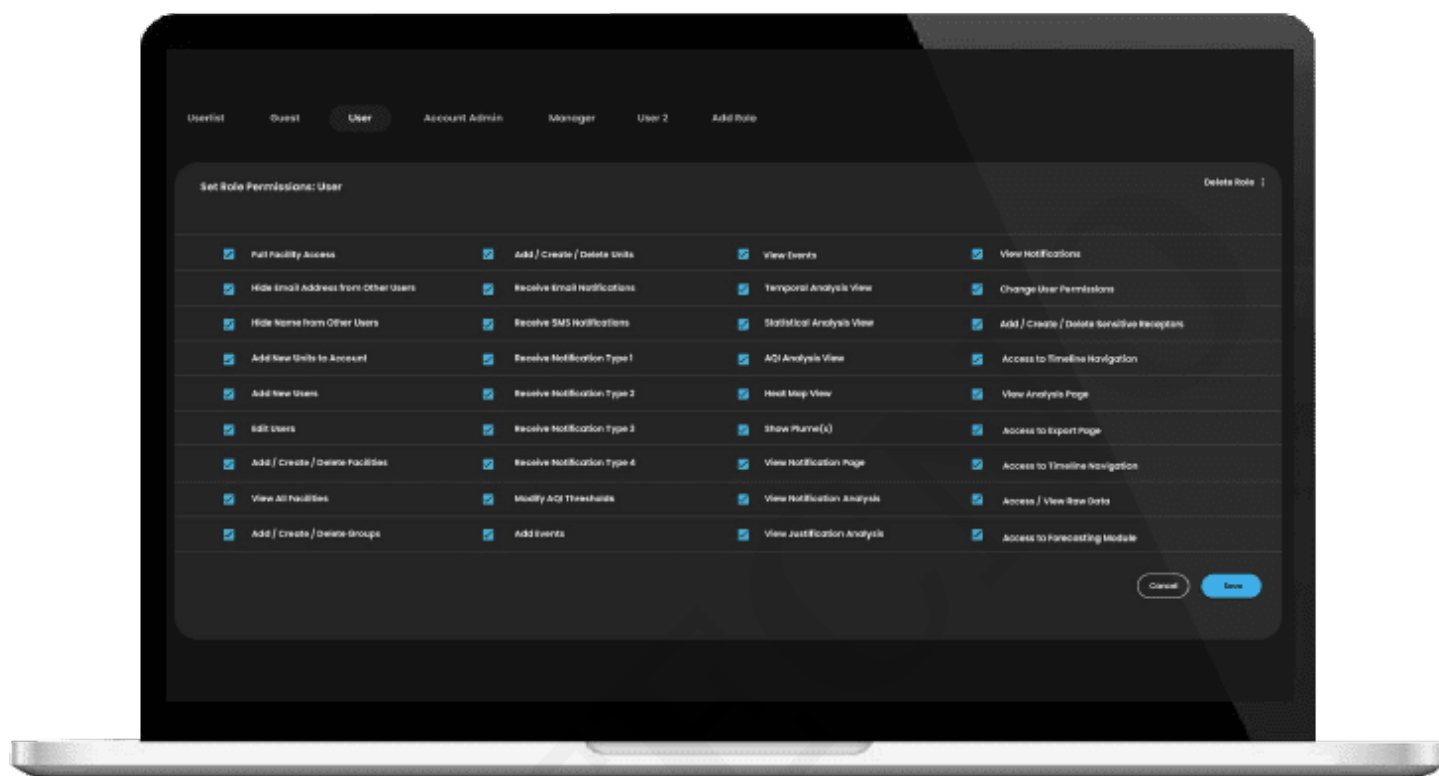 Userlist Guest User Account Admin Manager User 2 Add Role
Set Role Permissions: User
Delete Role
Full Facility Access
Add / Create / Delete Units
View Events
View Notifications
Hide Email Address from Other Users
Receive Email Notifications
Temporal Analysis View
Change User Permissions
Hide Name from Other Users
Receive SMS Notifications
Statistical Analysis View
Add / Create / Delete Sensitive Receptors
Add New Units to Account
Receive Notification Type 1
AQI Analysis View
Access to Timeline Navigation
Add New Users
Receive Notification Type 2
Heat Map View
View Analysis Page
Edit Users
Receive Notification Type 3
Show Plume(s)
Access to Export Page
Add / Create / Delete Facilities
Receive Notification Type 4
View Notification Page
Access to Timeline Navigation
View All Facilities
Modify AQI Thresholds
View Notification Analysis
Access / View Raw Data
Add / Create / Delete Groups
Add Events
View Justification Analysis
Access to Forecasting Module
Cancel Save